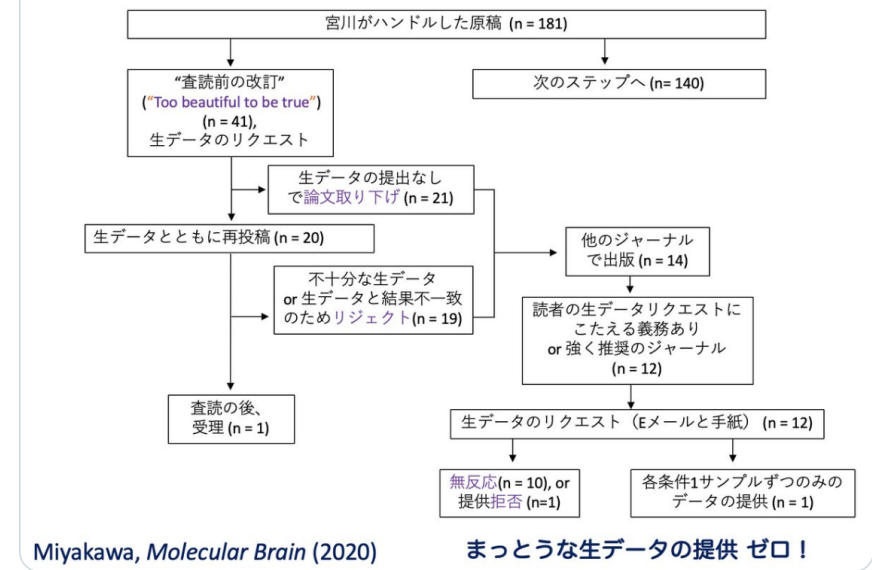 宮川がハンドルした原稿 (n = 181)
“査読前の改訂”
(“Too beautiful to be true”)
(n = 41),
生データのリクエスト
次のステップへ (n= 140)
生データの提出なし
で論文取り下げ (n = 21)
生データとともに再投稿 (n = 20)
不十分な生データ
or 生データと結果不一致
のためリジェクト(n = 19)
査読の後、
受理 (n = 1)
他のジャーナル
で出版 (n = 14)
読者の生データリクエストに
こたえる義務あり
or 強く推奨のジャーナル
(n = 12)
生データのリクエスト（Eメールと手紙） (n = 12)
無反応(n = 10), or
提供拒否 (n=1)
各条件1サンプルずつのみの
データの提供 (n = 1)
Miyakawa, Molecular Brain (2020)
まっとうな生データの提供 ゼロ！